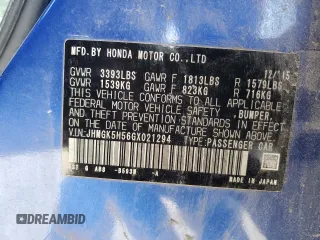 MFD. BY HONDA MOTOR CO., LTD 12/15
GVWR 3393LBS GAWR F 1813LBS R 1579LBS
GVWR 1539KG GAWR F 823KG R 716KG
THIS VEHICLE CONFORMS TO ALL APPLICABLE
FEDERAL MOTOR VEHICLE SAFETY, BUMPER,
AND THEFT PREVENTION STANDARDS IN EFFECT
ON THE DATE OF MANUFACTURE SHOWN ABOVE.
V.I.N:JHMGK5H56GX021294 TYPE:PASSENGER CAR
G A80 B593M -A MADE IN JAPAN